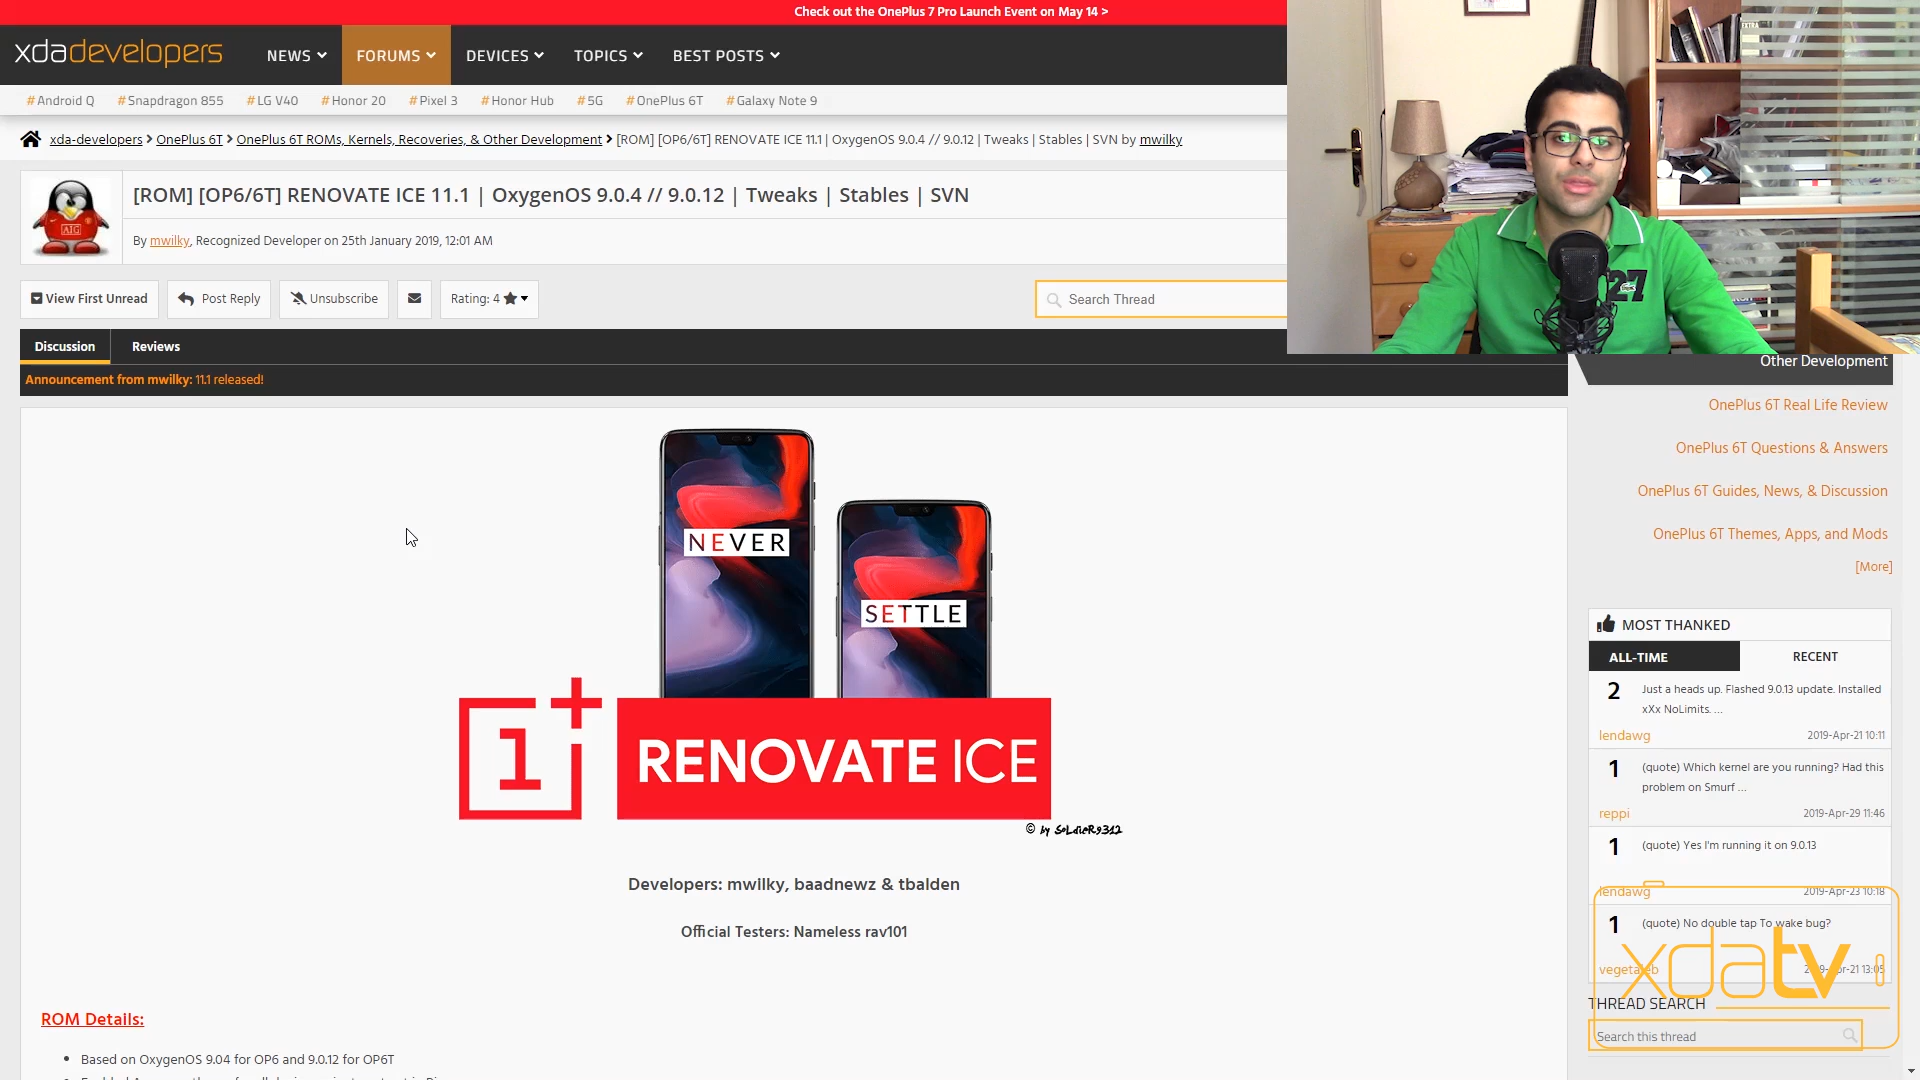 Check out the OnePlus 7 Pro Launch Event on May 14 >
xdadevelopers
NEWS FORUMS DEVICES TOPICS BEST POSTS
#Android Q #Snapdragon 855 #LG V40 #Honor 20 #Pixel 3 #Honor Hub #5G #OnePlus 6T #Galaxy Note 9
xda-developers > OnePlus 6T > OnePlus 6T ROMs, Kernels, Recoveries, & Other Development > [ROM] [OP6/6T] RENOVATE ICE 11.1 | OxygenOS 9.0.4 // 9.0.12 | Tweaks | Stables | SVN by mwilky
[ROM] [OP6/6T] RENOVATE ICE 11.1 | OxygenOS 9.0.4 // 9.0.12 | Tweaks | Stables | SVN
AIG
By mwilky, Recognized Developer on 25th January 2019, 12:01 AM
View First Unread Post Reply Unsubscribe Rating: 4 Search Thread
EXTRA
27
Discussion Reviews
Announcement from mwilky: 11.1 released!
NEVER
SETTLE
1+
RENOVATE ICE
© by SoLdieR9312
Developers: mwilky, baadnewz & tbalden
Official Testers: Nameless rav101
ROM Details:
Based on OxygenOS 9.04 for OP6 and 9.0.12 for OP6T
Other Development
OnePlus 6T Real Life Review
OnePlus 6T Questions & Answers
OnePlus 6T Guides, News, & Discussion
OnePlus 6T Themes, Apps, and Mods
[More]
MOST THANKED
ALL-TIME RECENT
2 Just a heads up. Flashed 9.0.13 update. Installed
xXx NoLimits. ...
lendawg 2019-Apr-21 10:11
1 (quote) Which kernel are you running? Had this
problem on Smurf ...
reppi 2019-Apr-29 11:46
1 (quote) Yes I'm running it on 9.0.13
lendawg 2019-Apr-23 10:18
1 (quote) No double tap To wake bug?
xdatv
THREAD SEARCH
Search this thread